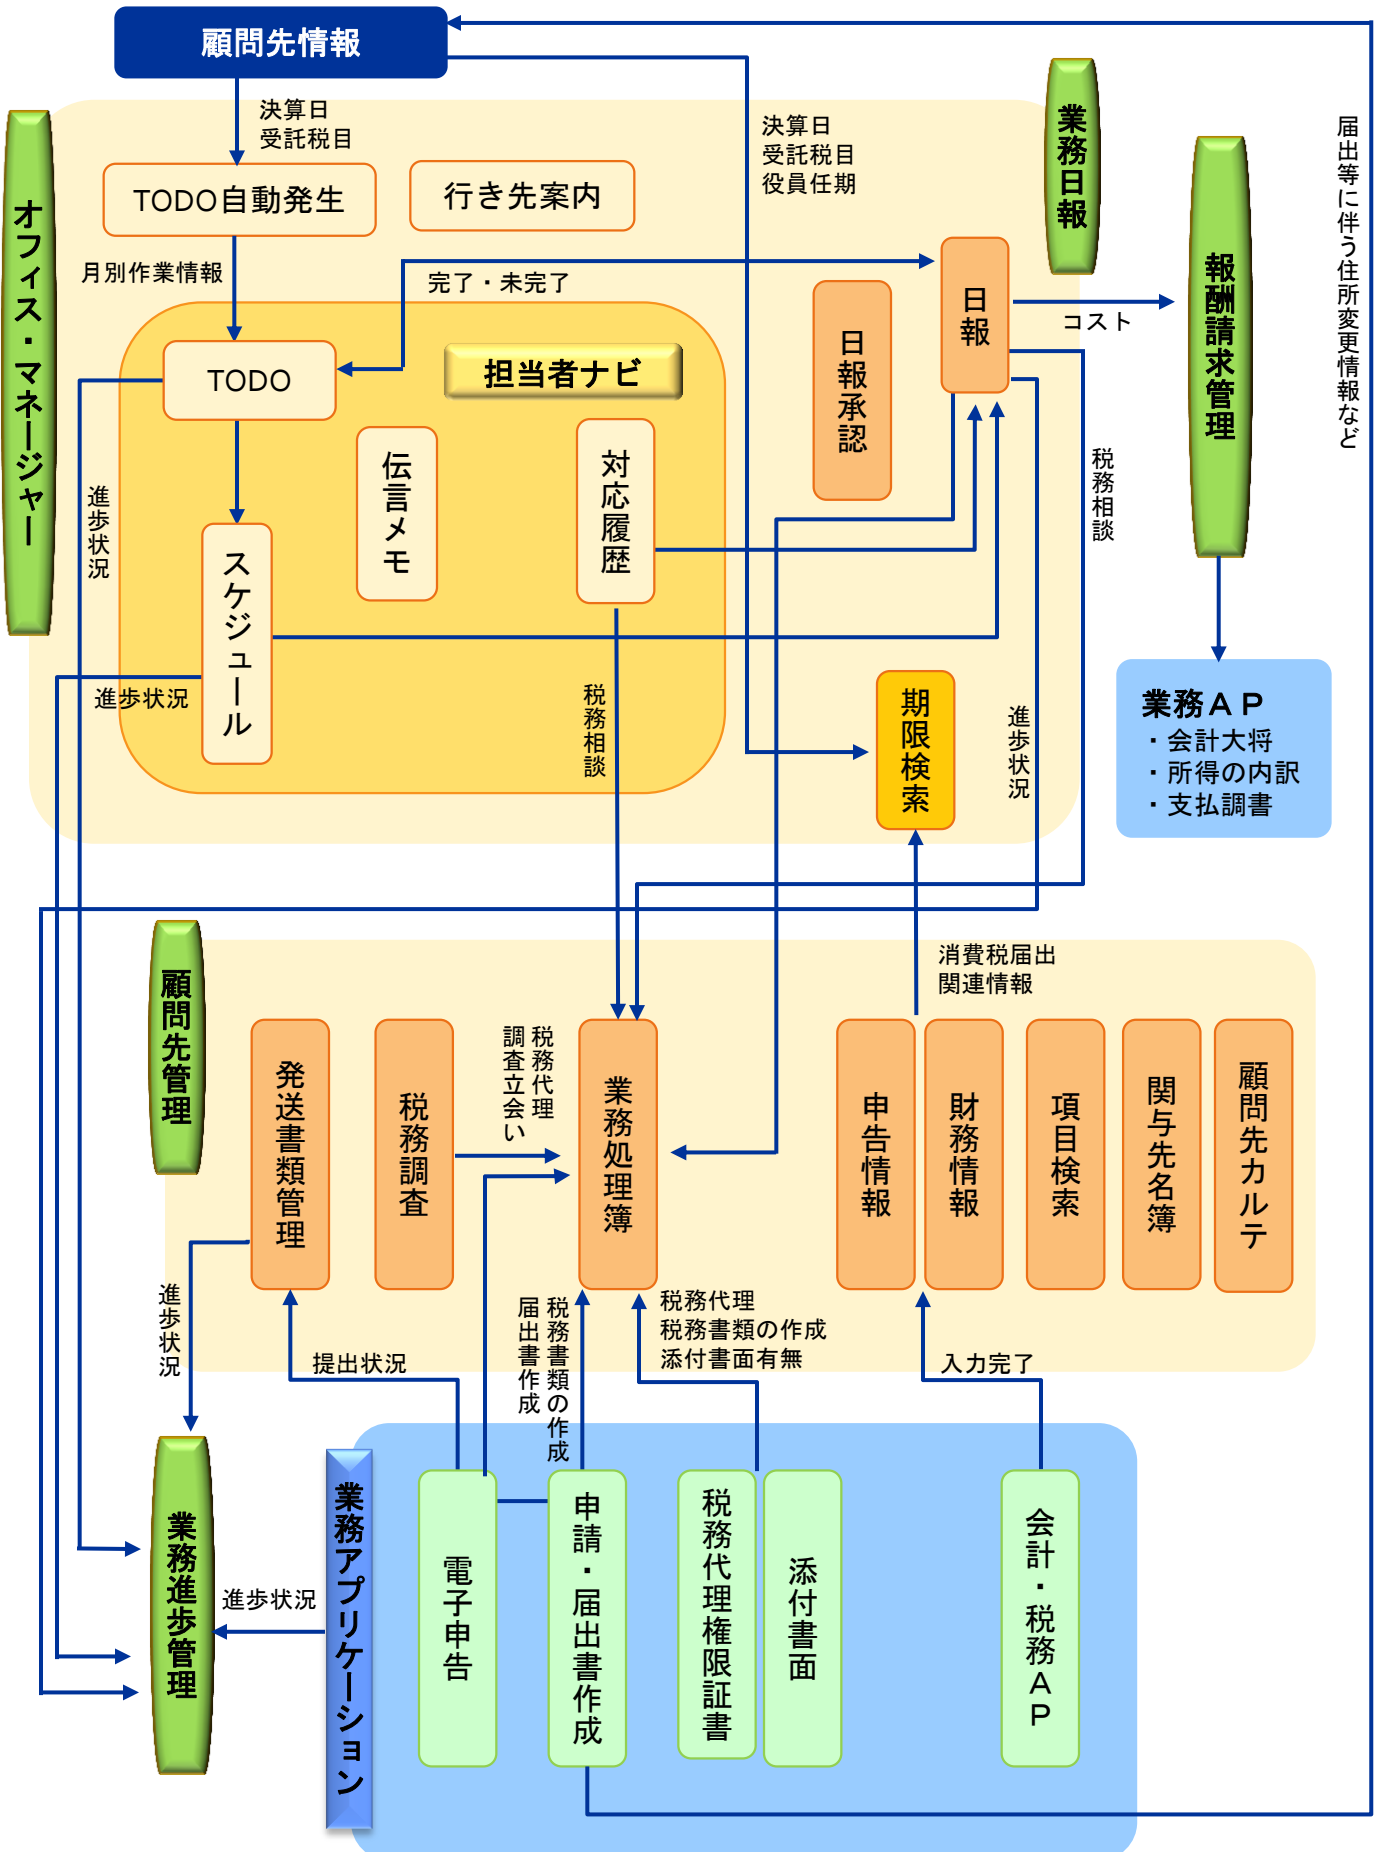 顧問先情報
決算日
受託税目
決算日
受託税目
役員任期
業務日報
届出等に伴う住所変更情報など
オフィス・マネージャー
TODO自動発生
行き先案内
月別作業情報
完了・未完了
日報
日報承認
コスト
報酬請求管理
TODO
担当者ナビ
伝言メモ
対応履歴
税務相談
進歩状況
スケジュール
進歩状況
税務相談
期限検索
進歩状況
業務ＡＰ
・会計大将
・所得の内訳
・支払調書
顧問先管理
消費税届出
関連情報
発送書類管理
税務調査
税務代理
調査立会い
業務処理簿
申告情報
財務情報
項目検索
関与先名簿
顧問先カルテ
進歩状況
提出状況
税務書類の作成
届出書作成
税務代理
税務書類の作成
添付書面有無
入力完了
業務進歩管理
進歩状況
業務アプリケーション
電子申告
申請・届出書作成
税務代理権限証書
添付書面
会計・税務ＡＰ